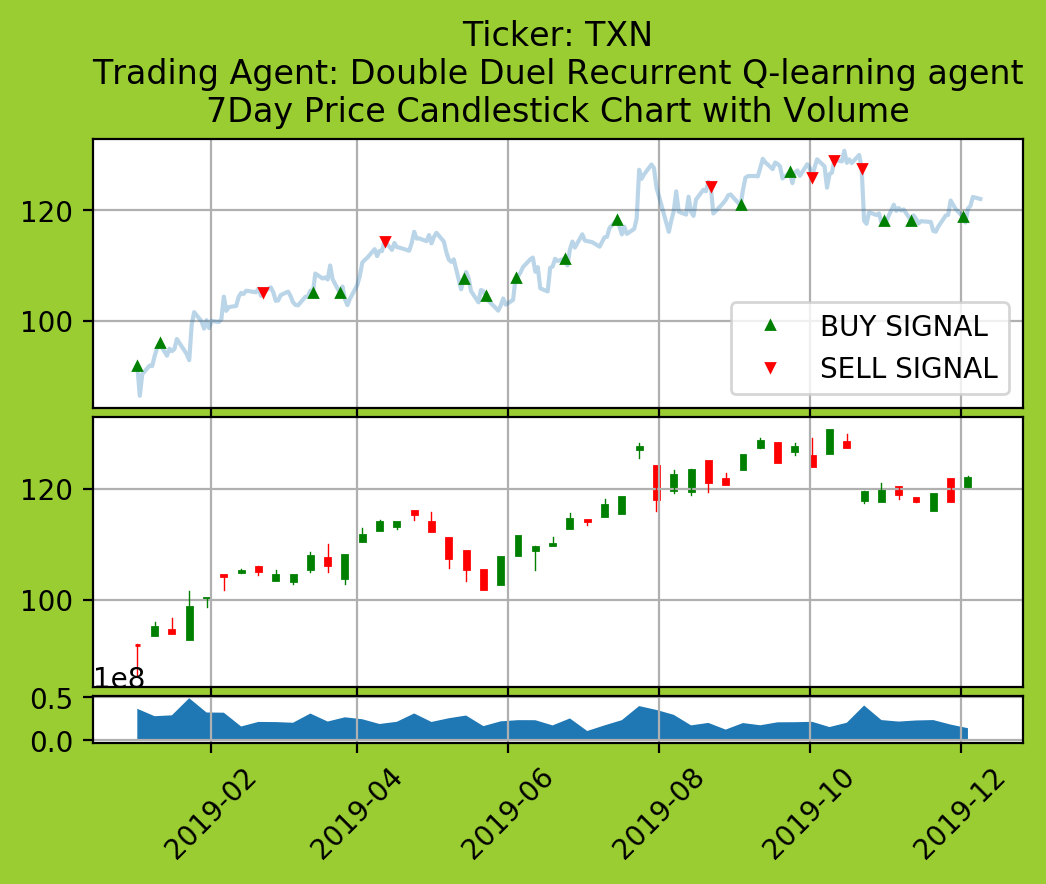 Ticker: TXN
Trading Agent: Double Duel Recurrent Q-learning agent
7Day Price Candlestick Chart with Volume
120
100
BUY SIGNAL
SELL SIGNAL
120
100
1e8
0.5
0.0
2019-02
2019-04
2019-06
2019-08
2019-10
2019-12